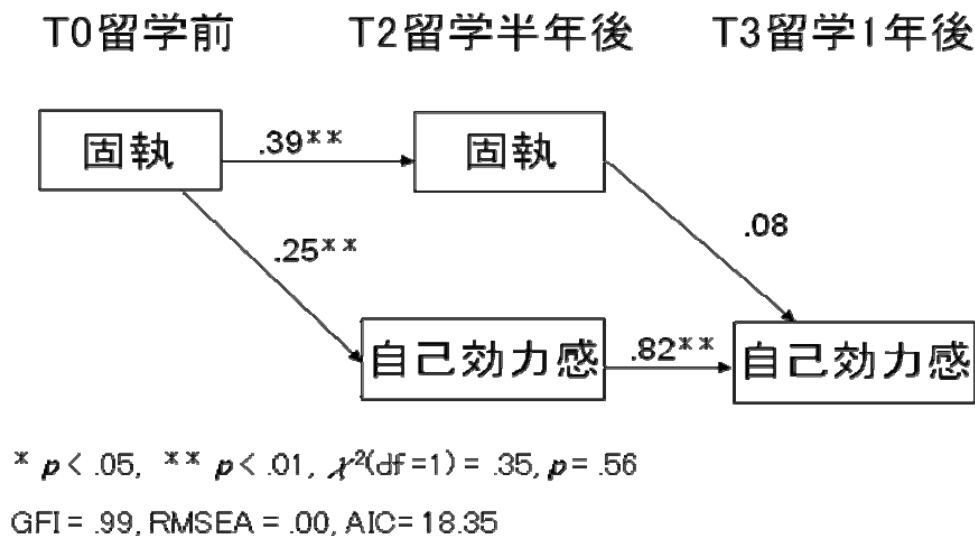 T0留学前 T2留学半年後 T3留学1年後
固執 .39** 固執
.25** .08
自己効力感 .82** 自己効力感
* p < .05, ** p < .01, χ²(df=1) = .35, p = .56
GFI = .99, RMSEA = .00, AIC= 18.35